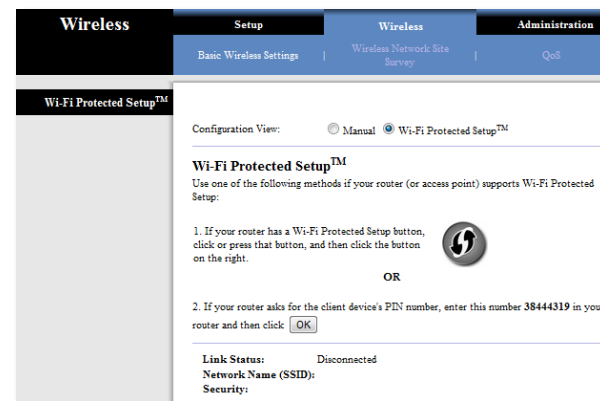 Wireless
Setup Wireless Administration
Basic Wireless Settings | Wireless Network Site Survey | QoS
Wi-Fi Protected Setup™
Configuration View: Manual Wi-Fi Protected Setup™
Wi-Fi Protected Setup™
Use one of the following methods if your router (or access point) supports Wi-Fi Protected
Setup:
1. If your router has a Wi-Fi Protected Setup button,
click or press that button, and then click the button
on the right.
OR
2. If your router asks for the client device's PIN number, enter this number 38444319 in you
router and then click OK
Link Status: Disconnected
Network Name (SSID):
Security: